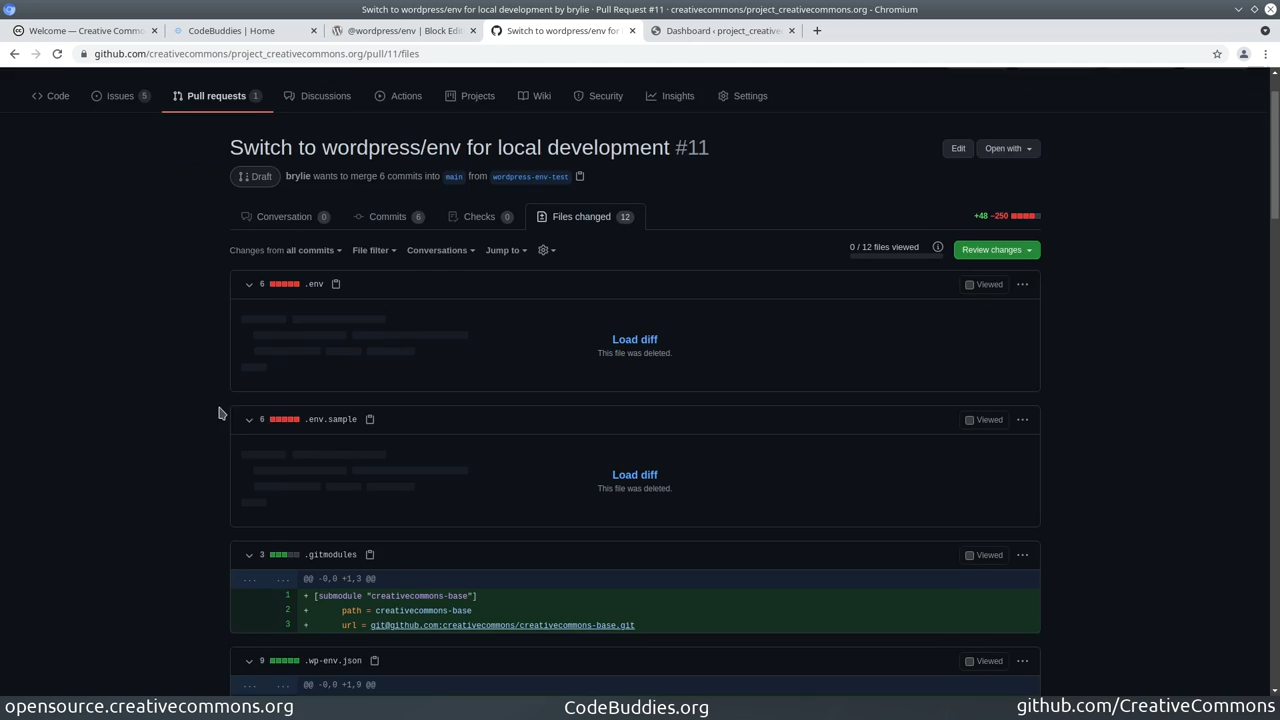 Switch to wordpress/env for local development by brylie · Pull Request #11 · creativecommons/project_creativecommons.org - Chromium
Welcome — Creative Commo
CodeBuddies | Home
@wordpress/env | Block Edit
Switch to wordpress/env for
Dashboard ‹ project_creative
github.com/creativecommons/project_creativecommons.org/pull/11/files
Code
Issues 5
Pull requests 1
Discussions
Actions
Projects
Wiki
Security
Insights
Settings
Switch to wordpress/env for local development #11
Edit
Open with
Draft
brylie wants to merge 6 commits into main from wordpress-env-test
Conversation 0
Commits 6
Checks 0
Files changed 12
+48 −250
Changes from all commits
File filter
Conversations
Jump to
0 / 12 files viewed
Review changes
6 .env
Viewed
Load diff
This file was deleted.
6 .env.sample
Viewed
Load diff
This file was deleted.
3 .gitmodules
Viewed
... ... @@ -0,0 +1,3 @@
1 + [submodule "creativecommons-base"]
2 + path = creativecommons-base
3 + url = git@github.com:creativecommons/creativecommons-base.git
9 .wp-env.json
Viewed
... ... @@ -0,0 +1,9 @@
opensource.creativecommons.org
CodeBuddies.org
github.com/CreativeCommons